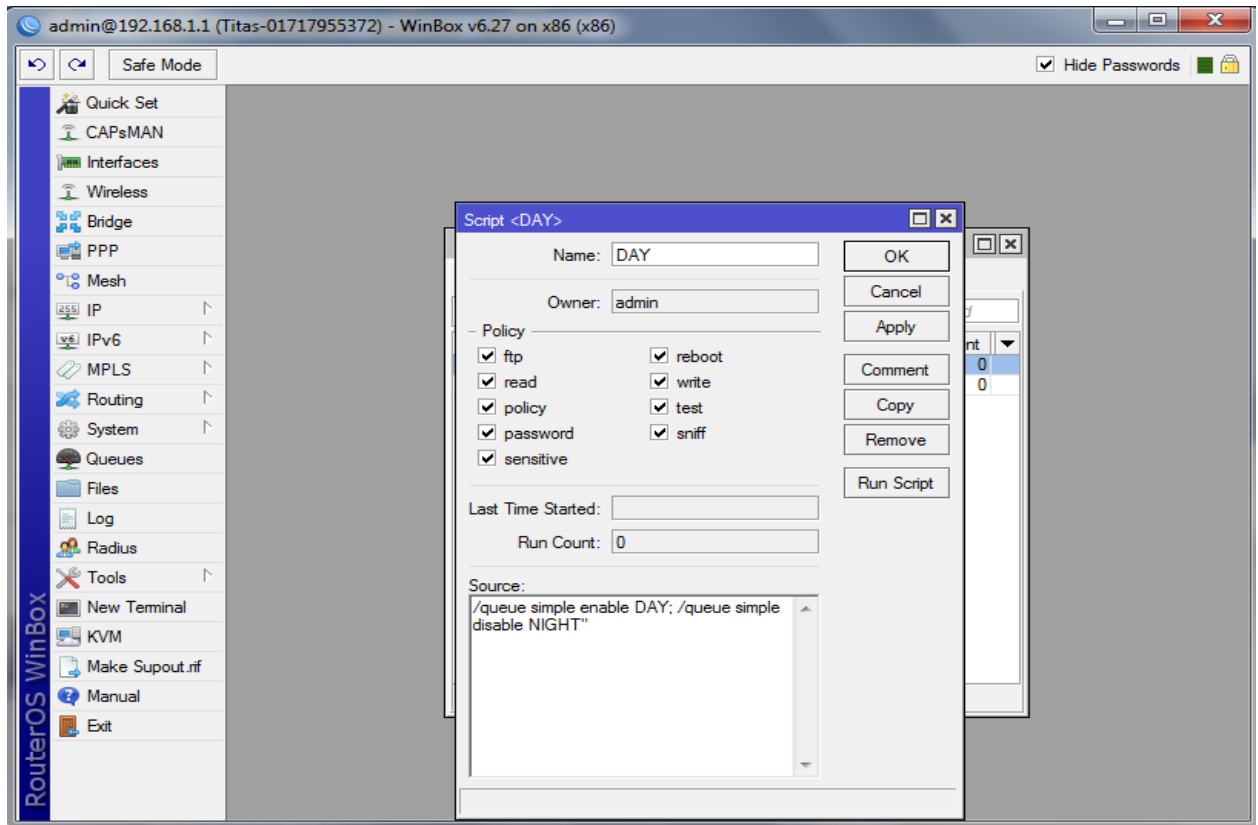 admin@192.168.1.1 (Titas-01717955372) - WinBox v6.27 on x86 (x86)
Safe Mode
Hide Passwords
Quick Set
CAPsMAN
Interfaces
Wireless
Bridge
PPP
Mesh
255 IP
v6 IPv6
MPLS
Routing
System
Queues
Files
Log
Radius
Tools
New Terminal
KVM
Make Supout.rif
Manual
Exit
RouterOS WinBox
Script <DAY>
Name: DAY
Owner: admin
Policy
ftp
reboot
read
write
policy
test
password
sniff
sensitive
Last Time Started:
Run Count: 0
Source:
/queue simple enable DAY; /queue simple
disable NIGHT"
OK
Cancel
Apply
Comment
Copy
Remove
Run Script
nt
0
0